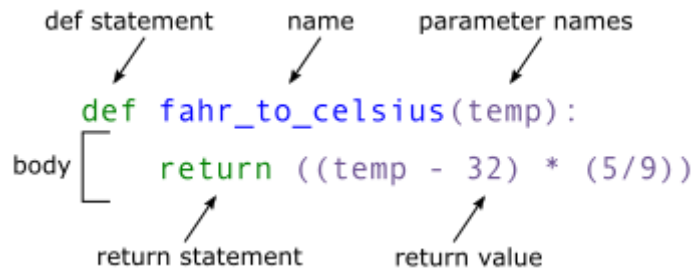 def statement name parameter names
def fahr_to_celsius(temp):
body
return ((temp - 32) * (5/9))
return statement return value